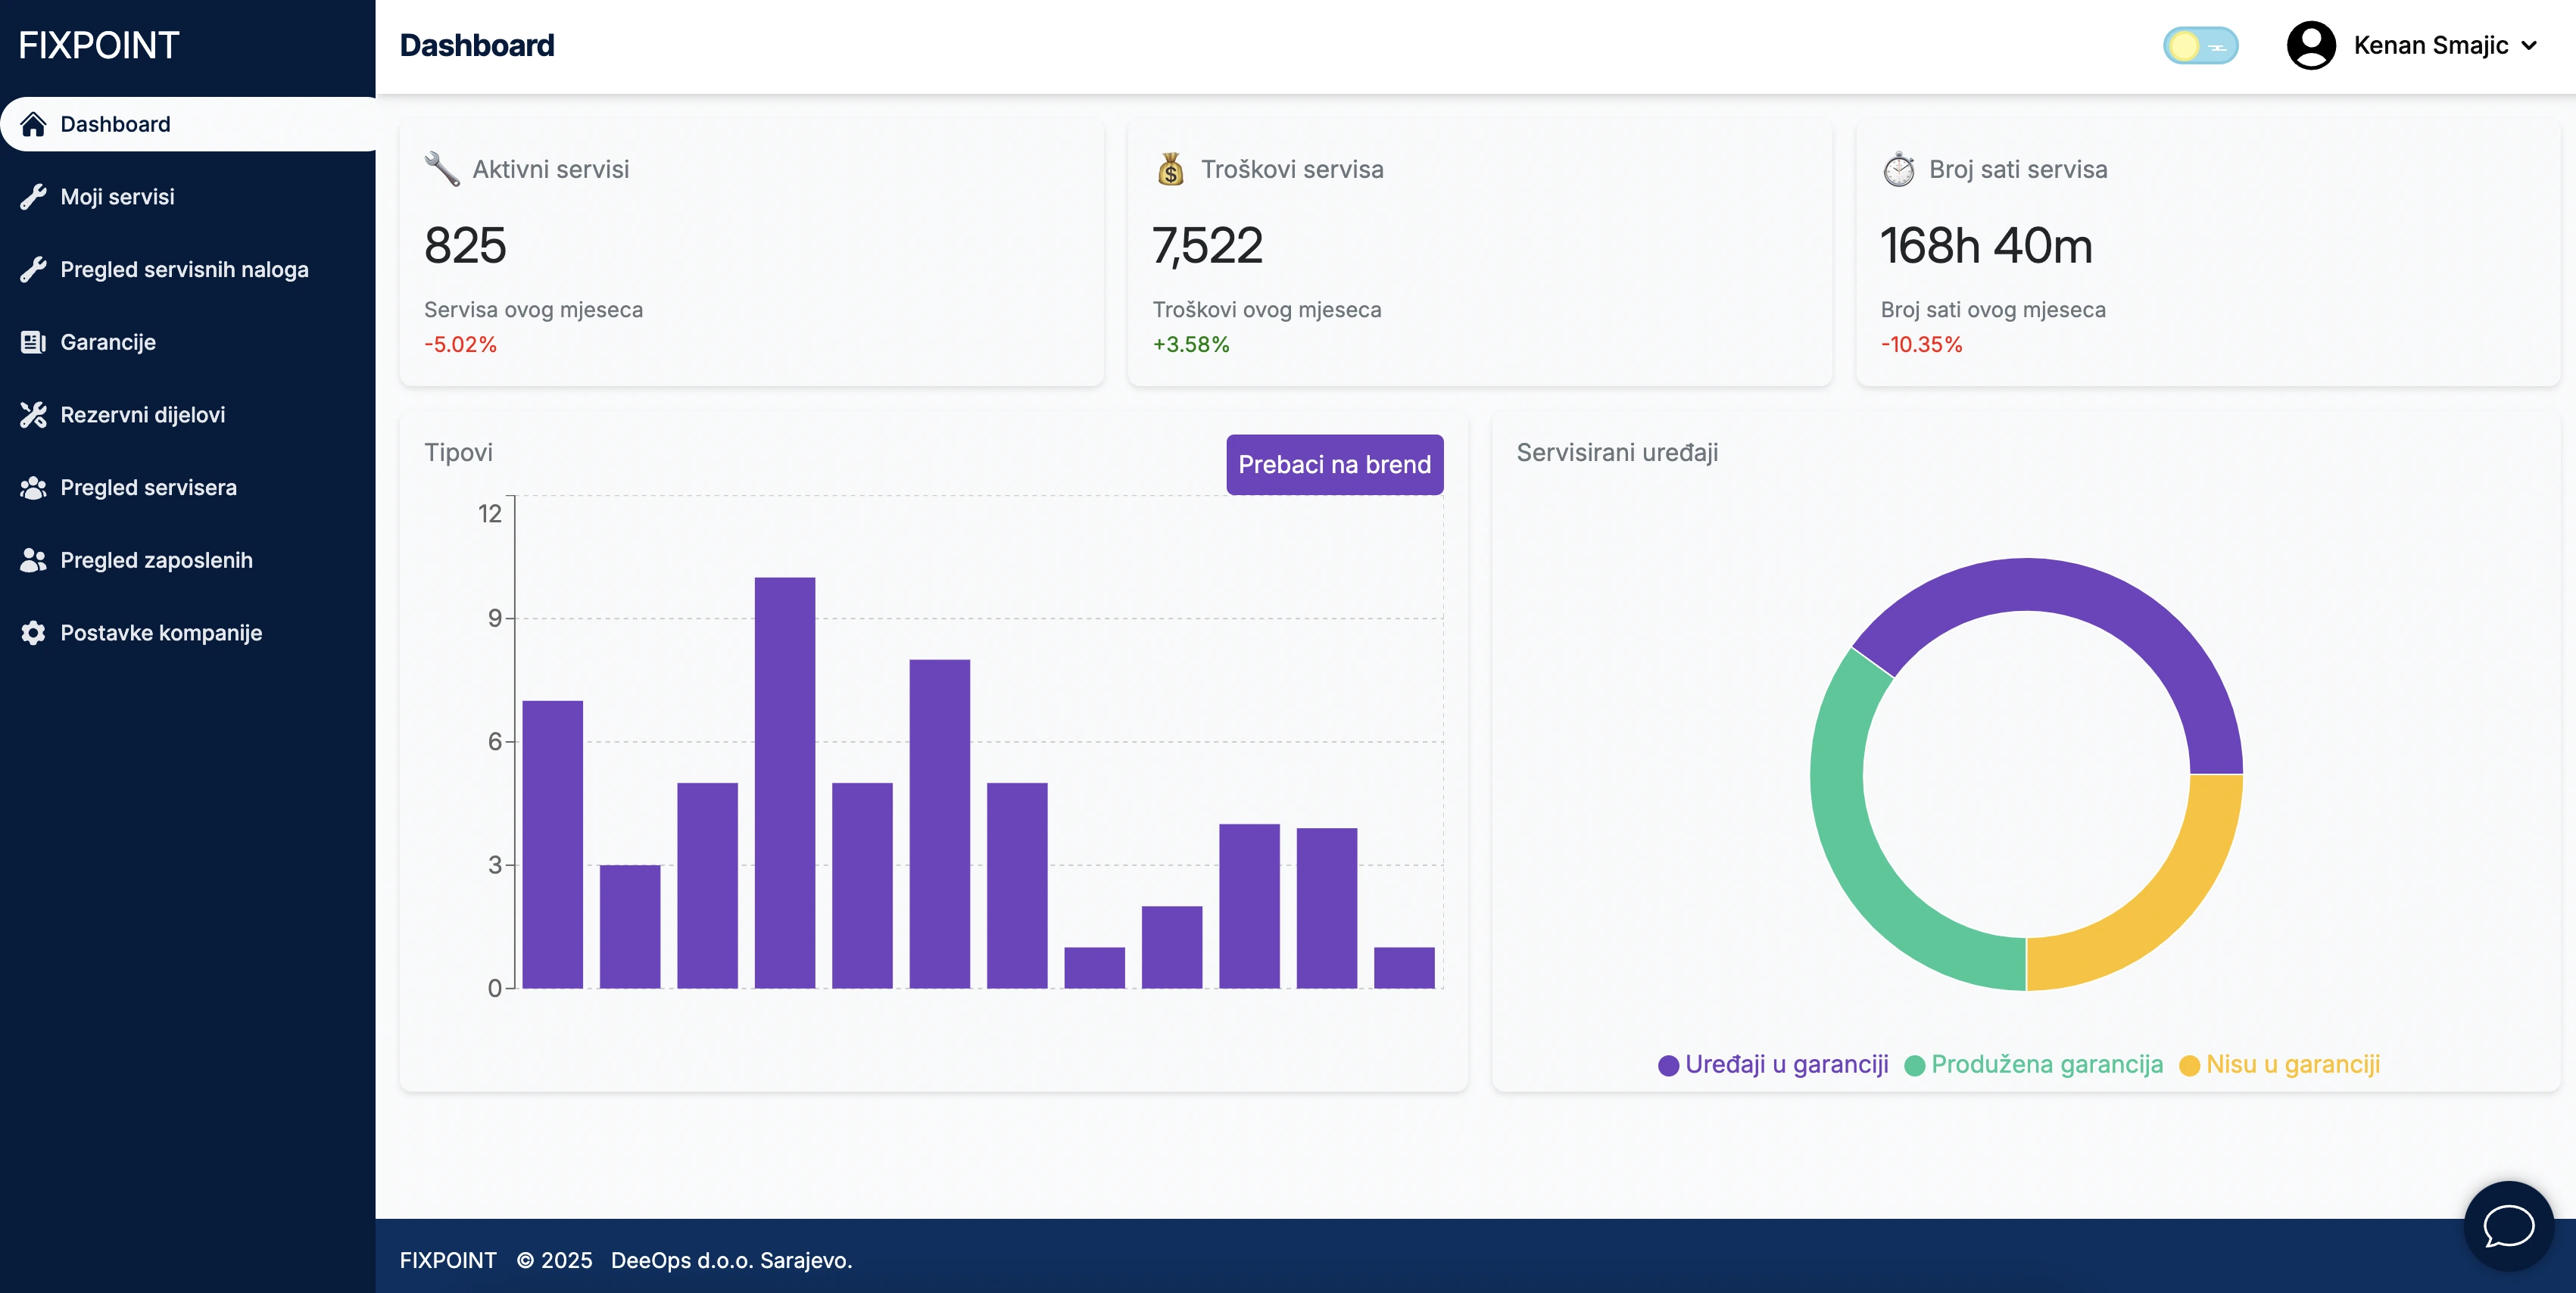 FIXPOINT
Dashboard
Moji servisi
Pregled servisnih naloga
Garancije
Rezervni dijelovi
Pregled servisera
Pregled zaposlenih
Postavke kompanije
Dashboard
Kenan Smajic
Aktivni servisi
825
Servisa ovog mjeseca
-5.02%
Troškovi servisa
7,522
Troškovi ovog mjeseca
+3.58%
Broj sati servisa
168h 40m
Broj sati ovog mjeseca
-10.35%
Tipovi
Prebaci na brend
12
9
6
3
0
Servisirani uređaji
Uređaji u garanciji Produžena garancija Nisu u garanciji
FIXPOINT © 2025 DeeOps d.o.o. Sarajevo.